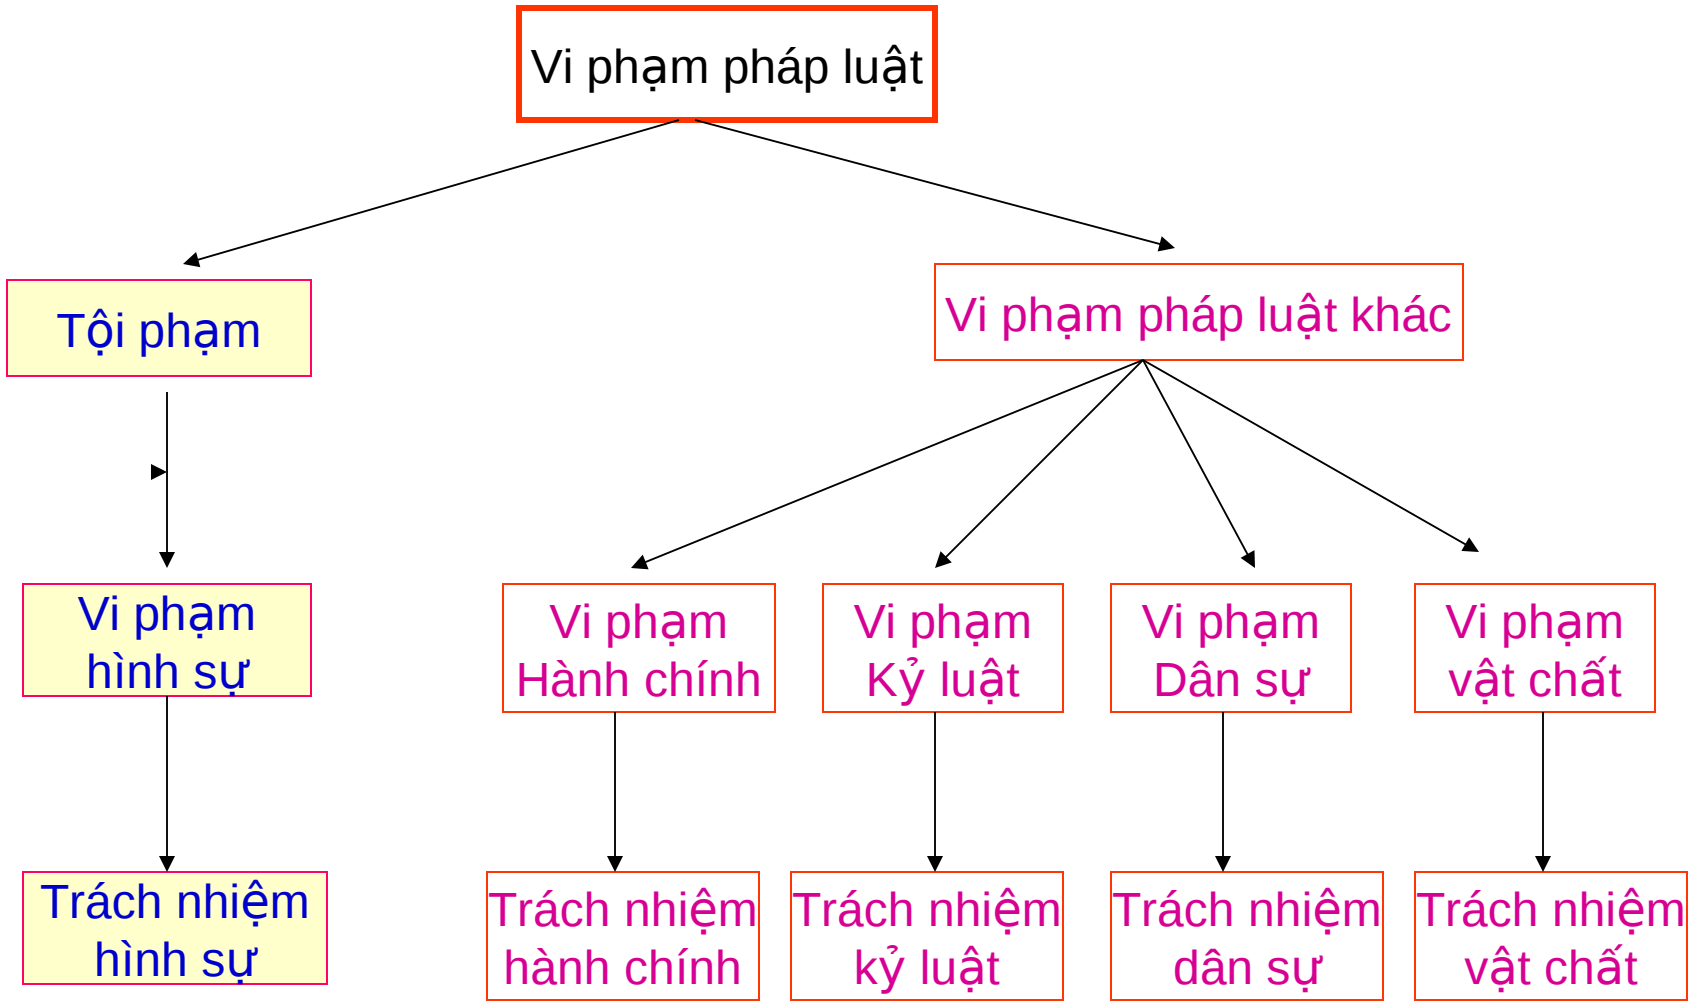 Vi phạm pháp luật
Tội phạm
Vi phạm pháp luật khác
Vi phạm
hình sự
Vi phạm
Hành chính
Vi phạm
Kỷ luật
Vi phạm
Dân sự
Vi phạm
vật chất
Trách nhiệm
hình sự
Trách nhiệm
hành chính
Trách nhiệm
kỷ luật
Trách nhiệm
dân sự
Trách nhiệm
vật chất